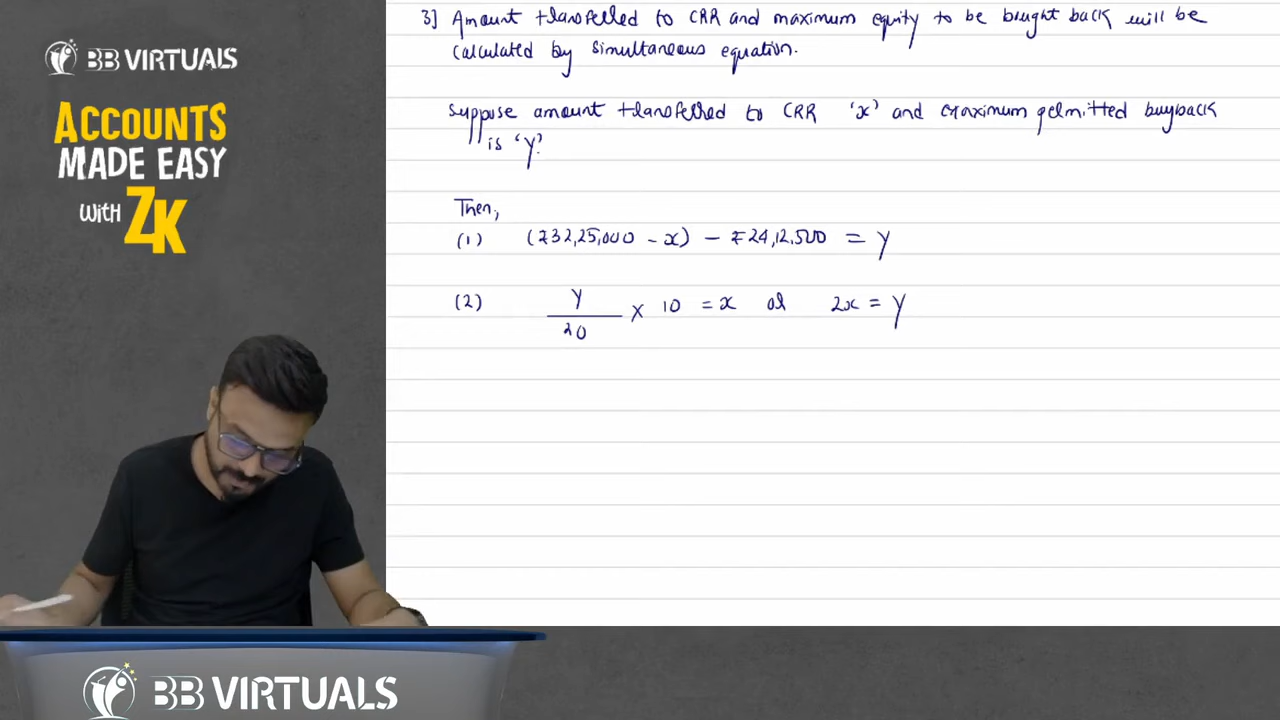 BB VIRTUALS
ACCOUNTS
MADE EASY
WITH ZK
3] Amount transferred to CRR and maximum equity to be bought back will be
calculated by simultaneous equation.
Suppose amount transferred to CRR 'x' and maximum permitted buyback
is 'y'.
Then,
(1) (₹32,25,000 - x) - ₹24,12,500 = y
(2) y/20 × 10 = x or 2x = y
BB VIRTUALS